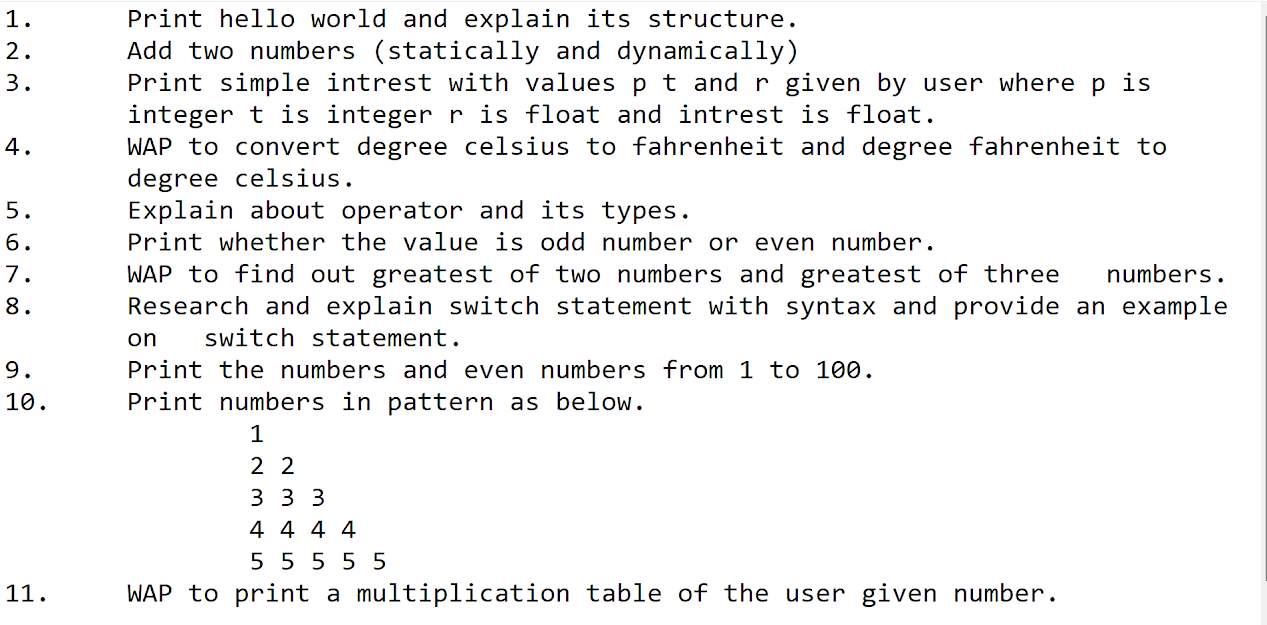 1. Print hello world and explain its structure.
2. Add two numbers (statically and dynamically)
3. Print simple intrest with values p t and r given by user where p is
integer t is integer r is float and intrest is float.
4. WAP to convert degree celsius to fahrenheit and degree fahrenheit to
degree celsius.
5. Explain about operator and its types.
6. Print whether the value is odd number or even number.
7. WAP to find out greatest of two numbers and greatest of three numbers.
8. Research and explain switch statement with syntax and provide an example
on switch statement.
9. Print the numbers and even numbers from 1 to 100.
10. Print numbers in pattern as below.
1
2 2
3 3 3
4 4 4 4
5 5 5 5 5
11. WAP to print a multiplication table of the user given number.